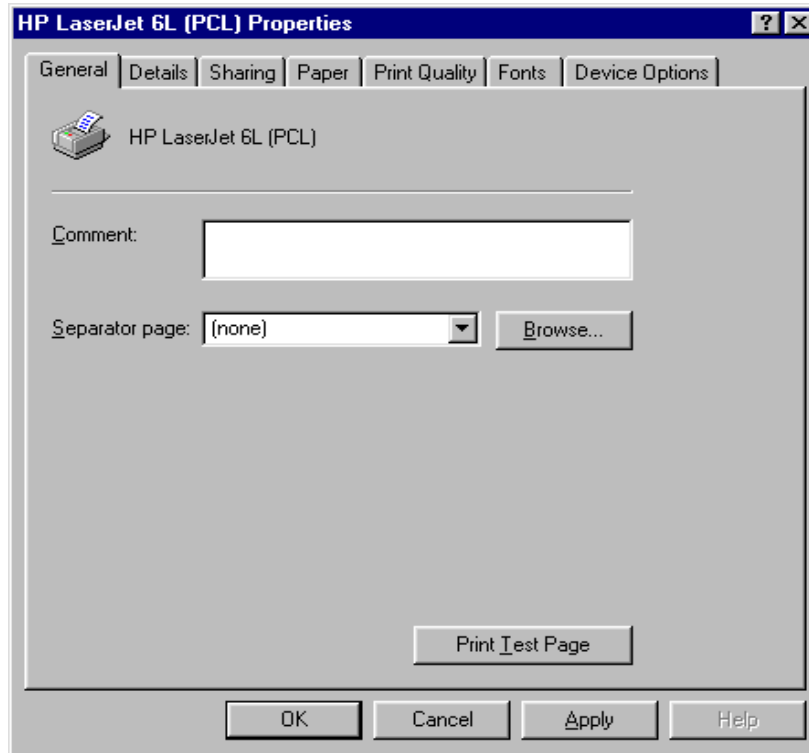 HP LaserJet 6L (PCL) Properties
General Details Sharing Paper Print Quality Fonts Device Options
HP LaserJet 6L (PCL)
Comment:
Separator page: (none) Browse...
Print Test Page
OK Cancel Apply Help